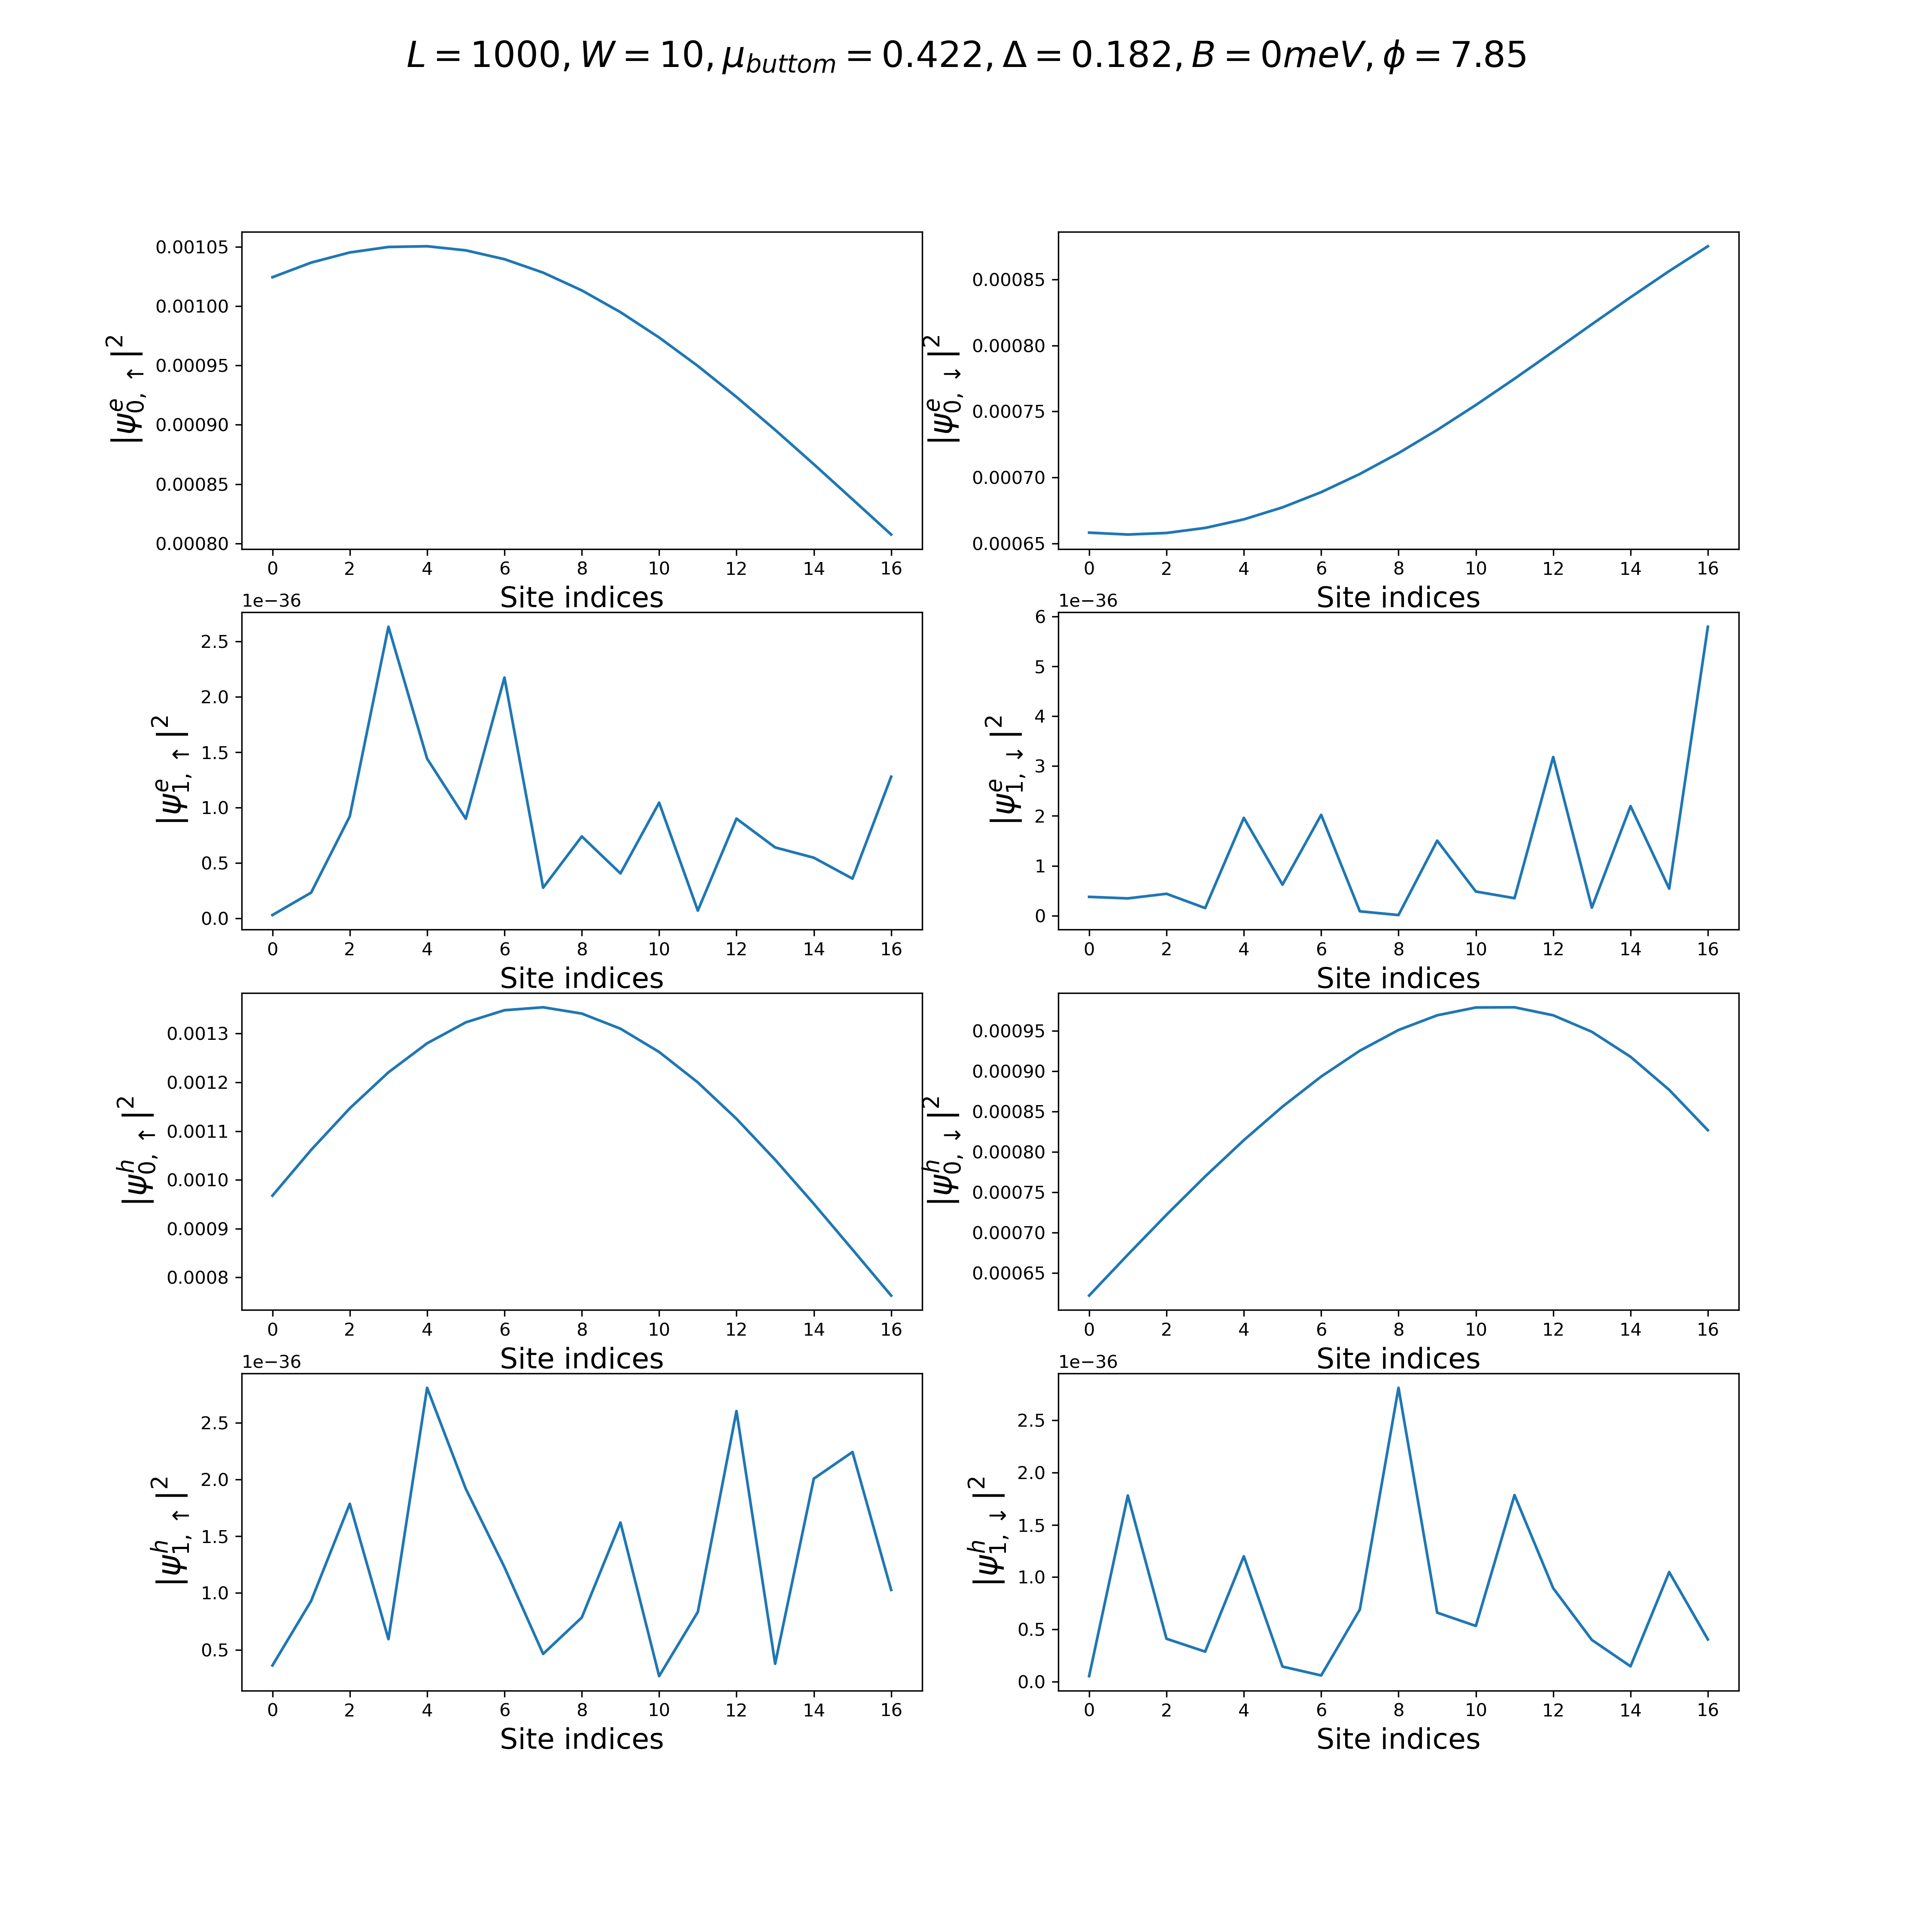 L = 1000, W = 10, μ_buttom = 0.422, Δ = 0.182, B = 0meV, ϕ = 7.85
|ψ^e_{0, ↑}|^2
0.00105
0.00100
0.00095
0.00090
0.00085
0.00080
0 2 4 6 8 10 12 14 16
Site indices
|ψ^e_{0, ↓}|^2
0.00085
0.00080
0.00075
0.00070
0.00065
0 2 4 6 8 10 12 14 16
Site indices
1e−36
|ψ^e_{1, ↑}|^2
2.5
2.0
1.5
1.0
0.5
0.0
0 2 4 6 8 10 12 14 16
Site indices
1e−36
|ψ^e_{1, ↓}|^2
6
5
4
3
2
1
0
0 2 4 6 8 10 12 14 16
Site indices
|ψ^h_{0, ↑}|^2
0.0013
0.0012
0.0011
0.0010
0.0009
0.0008
0 2 4 6 8 10 12 14 16
Site indices
|ψ^h_{0, ↓}|^2
0.00095
0.00090
0.00085
0.00080
0.00075
0.00070
0.00065
0 2 4 6 8 10 12 14 16
Site indices
1e−36
|ψ^h_{1, ↑}|^2
2.5
2.0
1.5
1.0
0.5
0 2 4 6 8 10 12 14 16
Site indices
1e−36
|ψ^h_{1, ↓}|^2
2.5
2.0
1.5
1.0
0.5
0.0
0 2 4 6 8 10 12 14 16
Site indices